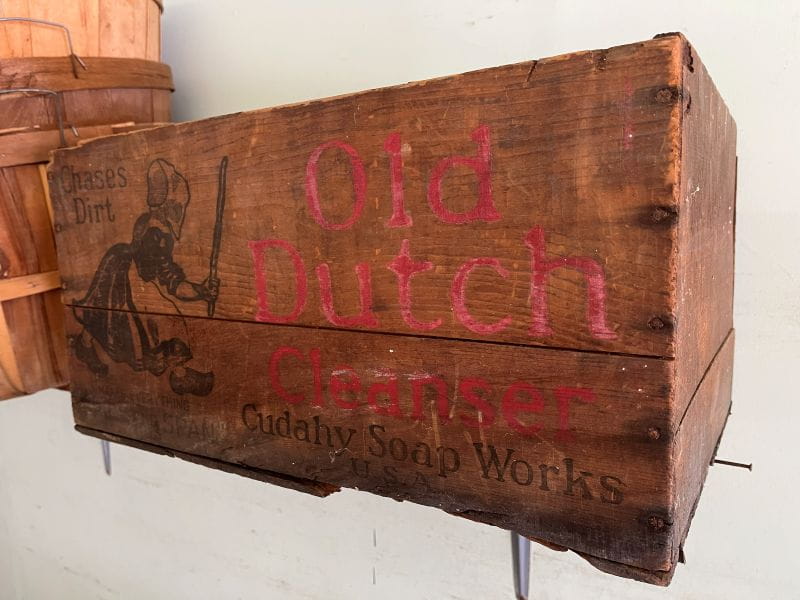 Chases
Dirt
Old
Dutch
Cleanser
Cudahy Soap Works
U.S.A.